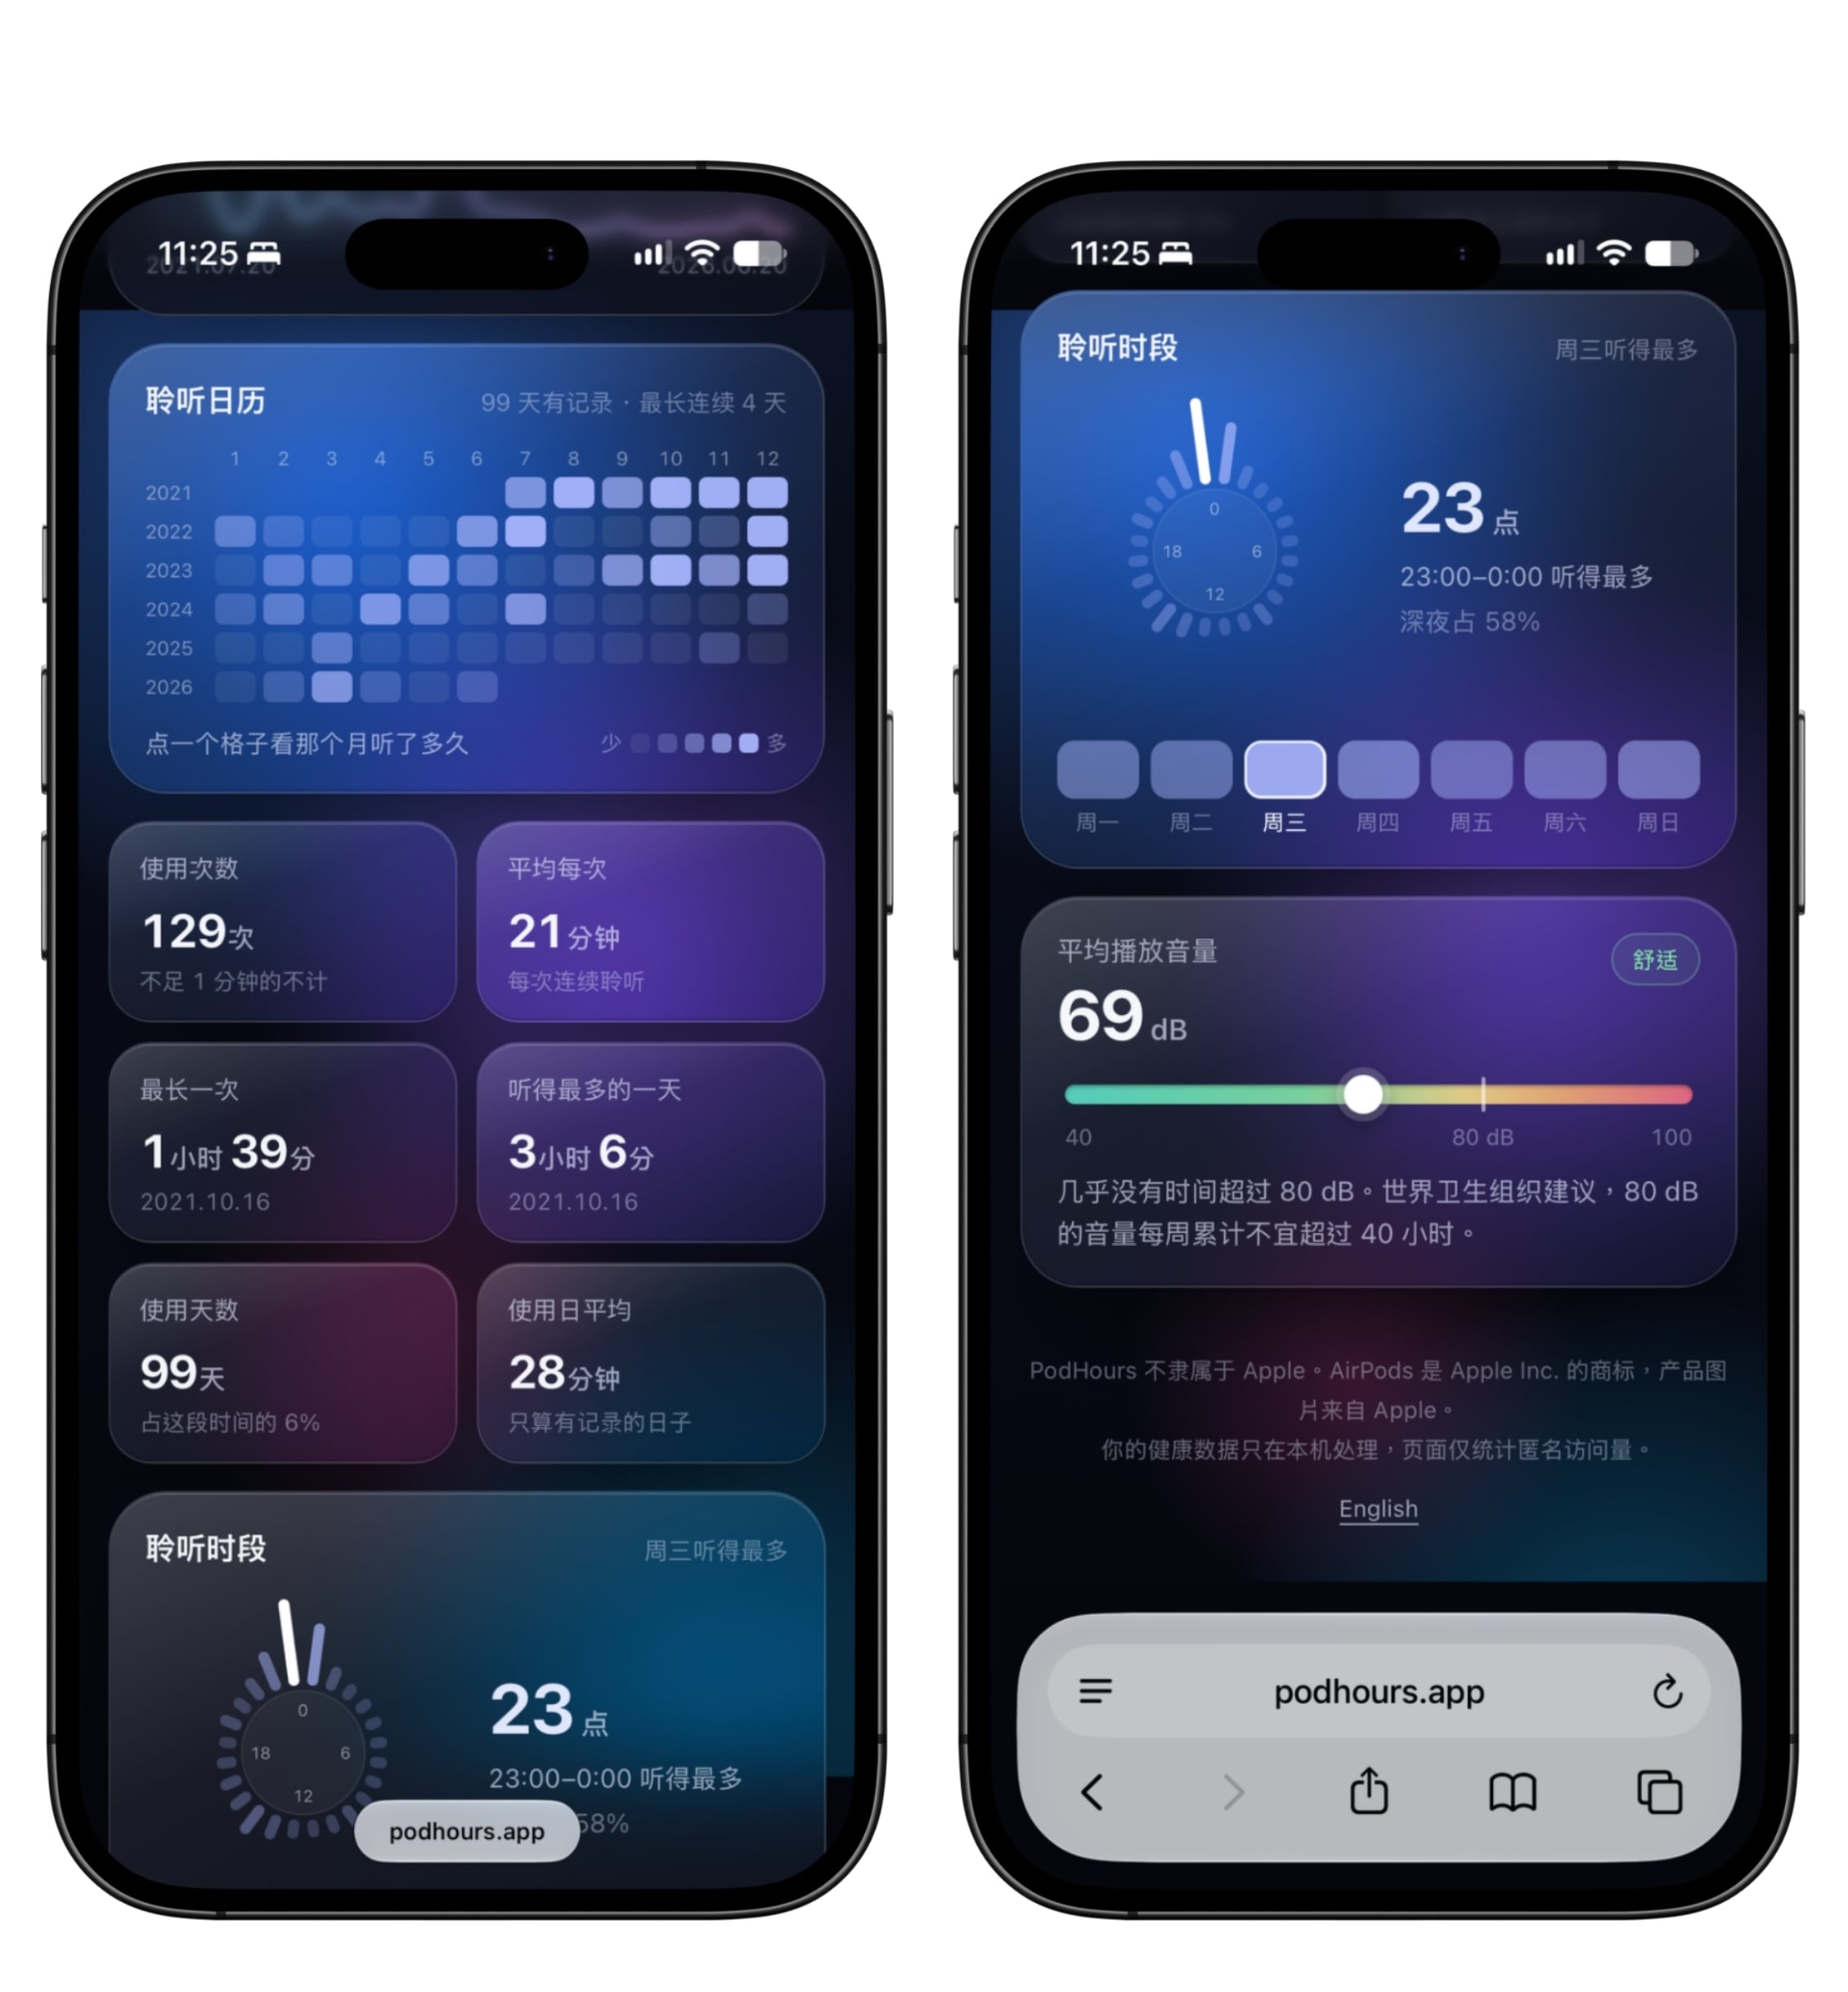 11:25
2021.07.20
2026.06.20
聆听日历
99 天有记录 · 最长连续 4 天
1 2 3 4 5 6 7 8 9 10 11 12
2021
2022
2023
2024
2025
2026
点一个格子看那个月听了多久
少
多
使用次数
129次
不足 1 分钟的不计
平均每次
21分钟
每次连续聆听
最长一次
1小时39分
2021.10.16
听得最多的一天
3小时6分
2021.10.16
使用天数
99天
占这段时间的 6%
使用日平均
28分钟
只算有记录的日子
聆听时段
周三听得最多
0
18
6
12
23点
23:00–0:00 听得最多
58%
podhours.app
11:25
聆听时段
周三听得最多
0
18
6
12
23点
23:00–0:00 听得最多
深夜占 58%
周一 周二 周三 周四 周五 周六 周日
平均播放音量
舒适
69 dB
40
80 dB
100
几乎没有时间超过 80 dB。世界卫生组织建议，80 dB
的音量每周累计不宜超过 40 小时。
PodHours 不隶属于 Apple。AirPods 是 Apple Inc. 的商标，产品图
片来自 Apple。
你的健康数据只在本机处理，页面仅统计匿名访问量。
English
podhours.app